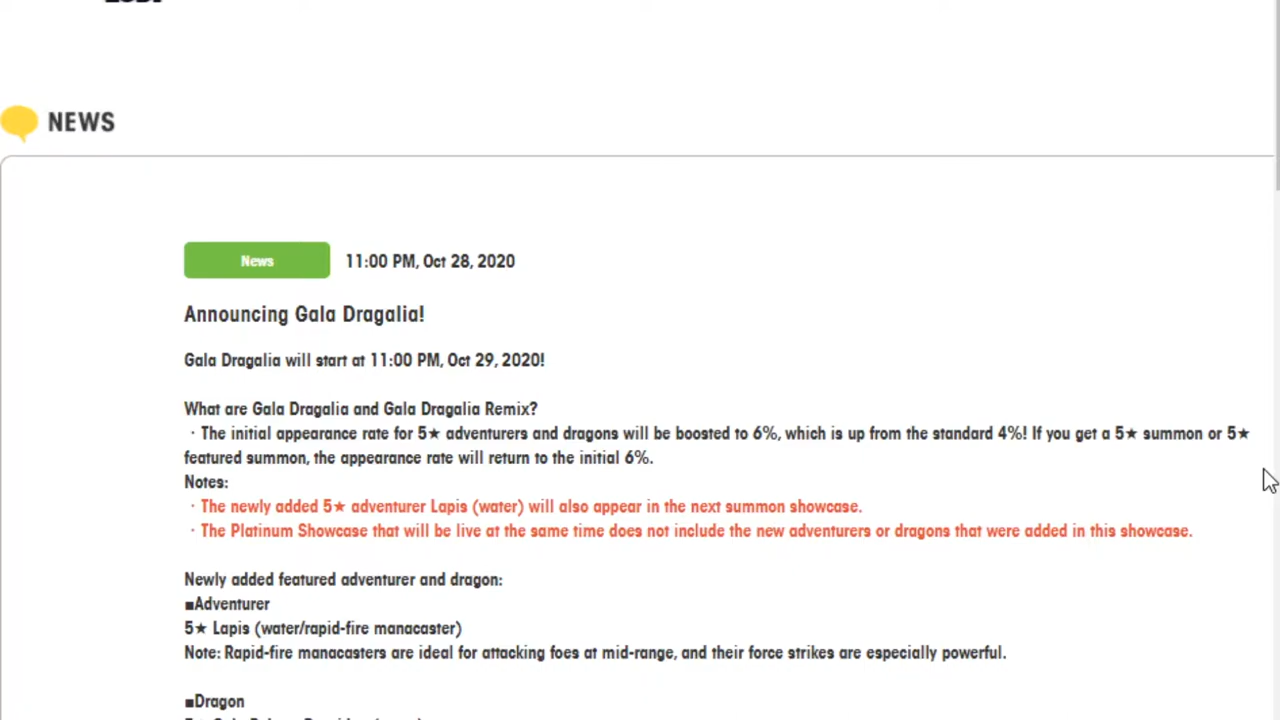 NEWS
News 11:00 PM, Oct 28, 2020
Announcing Gala Dragalia!
Gala Dragalia will start at 11:00 PM, Oct 29, 2020!
What are Gala Dragalia and Gala Dragalia Remix?
・The initial appearance rate for 5★ adventurers and dragons will be boosted to 6%, which is up from the standard 4%! If you get a 5★ summon or 5★
featured summon, the appearance rate will return to the initial 6%.
Notes:
・The newly added 5★ adventurer Lapis (water) will also appear in the next summon showcase.
・The Platinum Showcase that will be live at the same time does not include the new adventurers or dragons that were added in this showcase.
Newly added featured adventurer and dragon:
■Adventurer
5★ Lapis (water/rapid-fire manacaster)
Note: Rapid-fire manacasters are ideal for attacking foes at mid-range, and their force strikes are especially powerful.
■Dragon